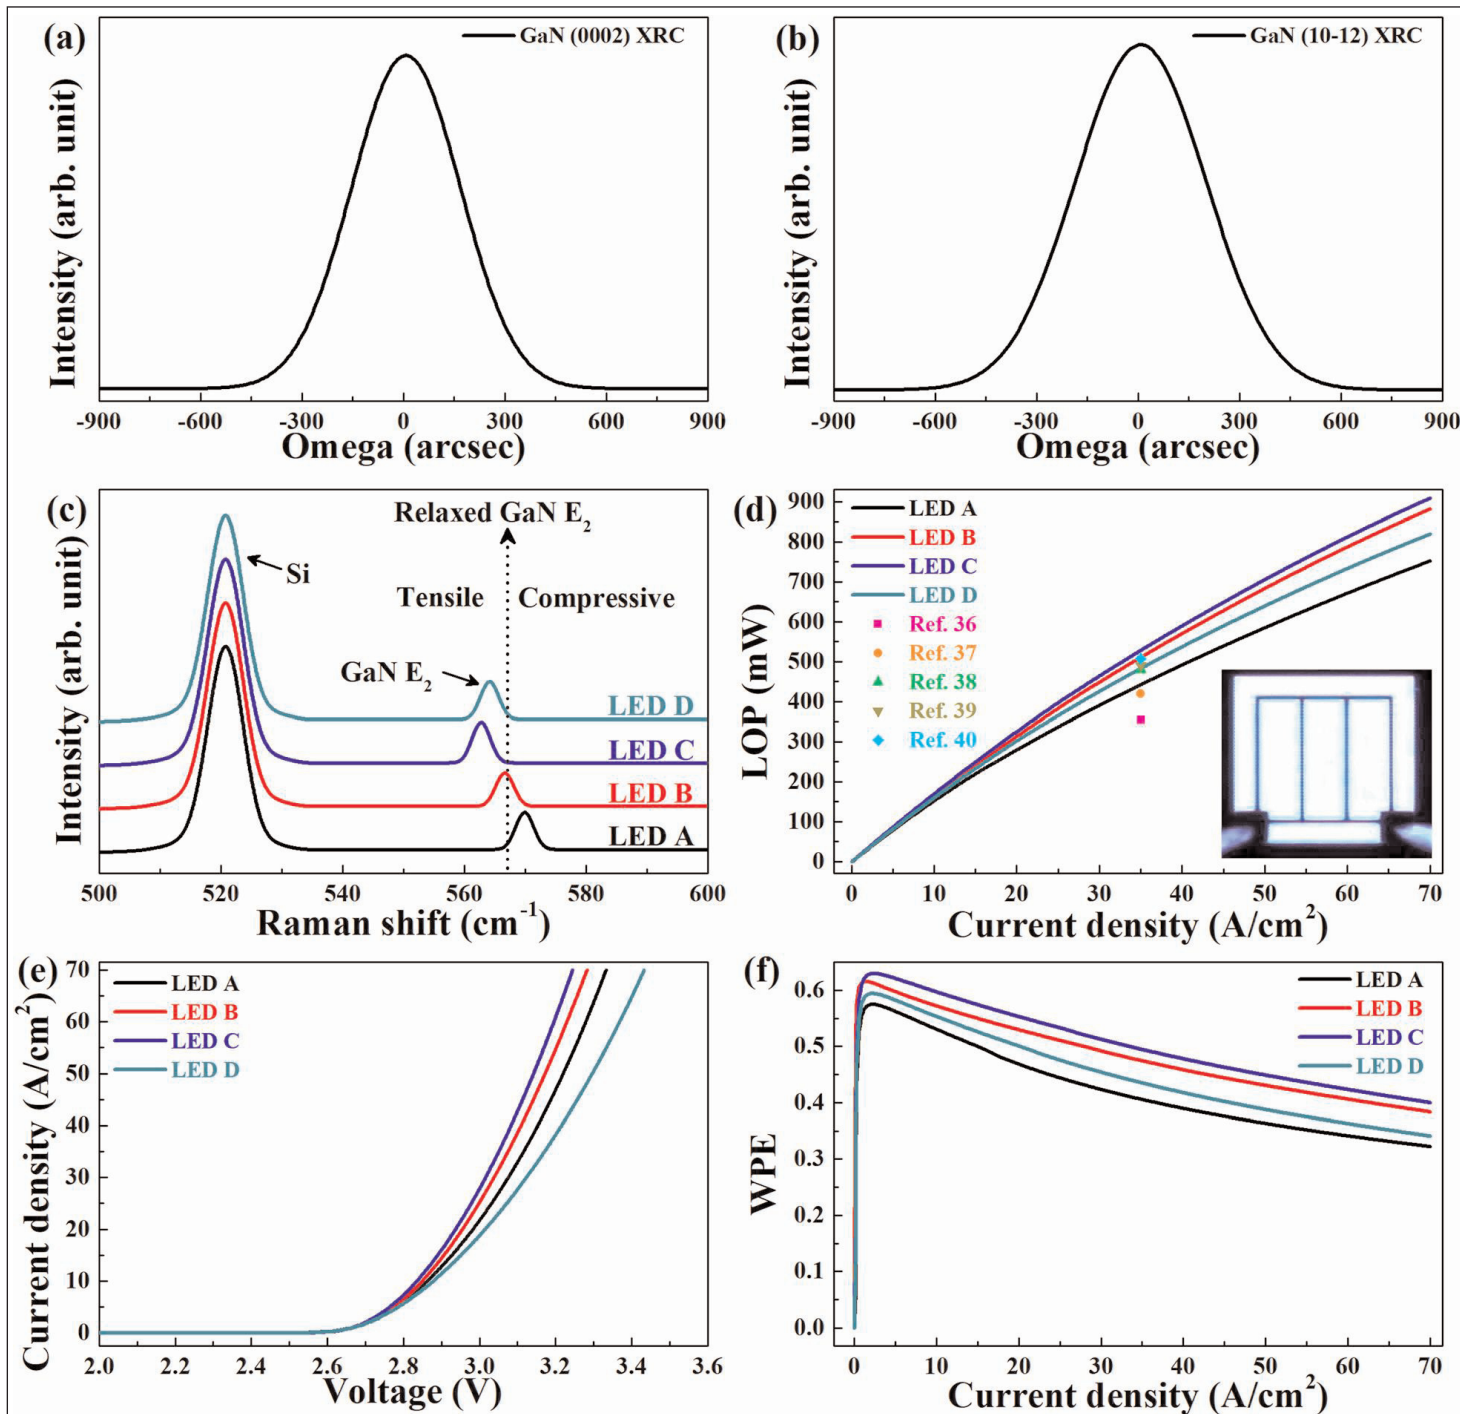 (a)
GaN (0002) XRC
Intensity (arb. unit)
-900 -600 -300 0 300 600 900
Omega (arcsec)
(b)
GaN (10-12) XRC
Intensity (arb. unit)
-900 -600 -300 0 300 600 900
Omega (arcsec)
(c)
Relaxed GaN E2
Si
Tensile
Compressive
GaN E2
LED D
LED C
LED B
LED A
Intensity (arb. unit)
500 520 540 560 580 600
Raman shift (cm-1)
(d)
LED A
LED B
LED C
LED D
Ref. 36
Ref. 37
Ref. 38
Ref. 39
Ref. 40
LOP (mW)
900
800
700
600
500
400
300
200
100
0
0 10 20 30 40 50 60 70
Current density (A/cm2)
(e)
LED A
LED B
LED C
LED D
Current density (A/cm2)
70
60
50
40
30
20
10
0
2.0 2.2 2.4 2.6 2.8 3.0 3.2 3.4 3.6
Voltage (V)
(f)
LED A
LED B
LED C
LED D
WPE
0.6
0.5
0.4
0.3
0.2
0.1
0.0
0 10 20 30 40 50 60 70
Current density (A/cm2)